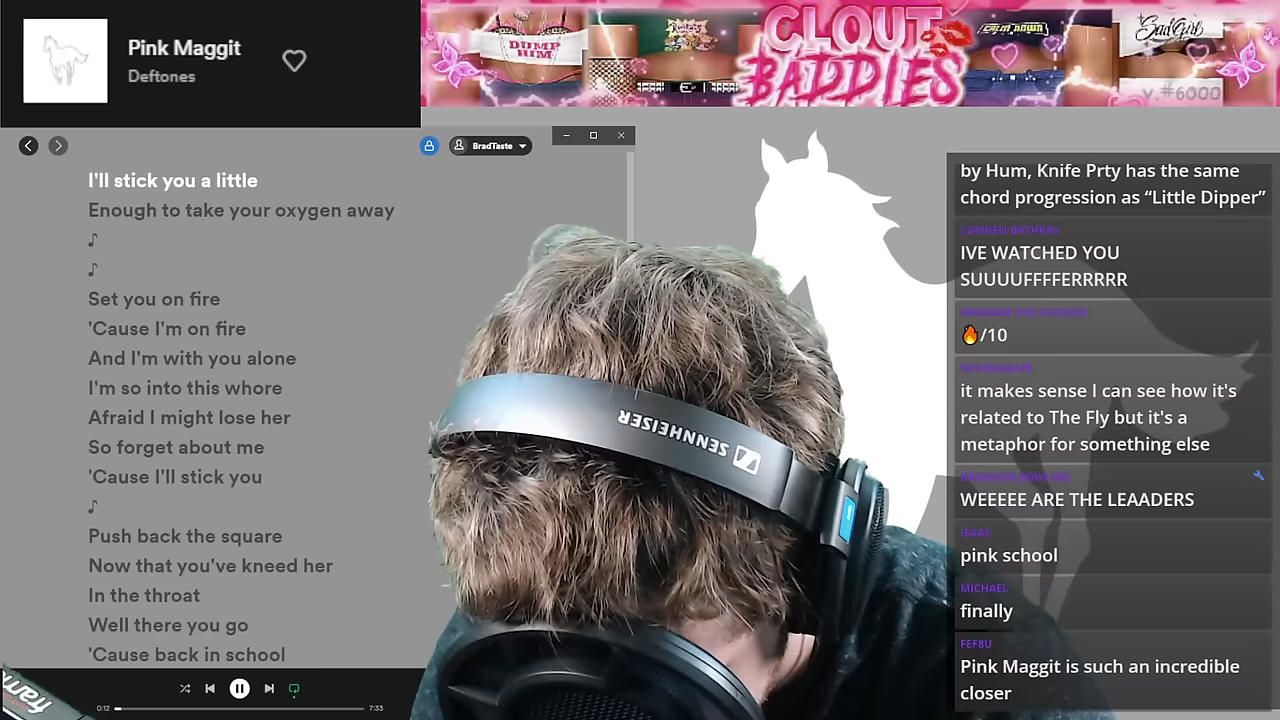 Pink Maggit
Deftones
DUMP
HIM
CLOUT
BADDIES
CALM DOWN
SadGirl
v.#6000
BradTaste
I'll stick you a little
Enough to take your oxygen away
♪
♪
Set you on fire
'Cause I'm on fire
And I'm with you alone
I'm so into this whore
Afraid I might lose her
So forget about me
'Cause I'll stick you
♪
Push back the square
Now that you've kneed her
In the throat
Well there you go
'Cause back in school
0:12
7:33
SENNHEISER
by Hum, Knife Prty has the same
chord progression as “Little Dipper”
CAMDEN BATHRAS
IVE WATCHED YOU
SUUUUFFFFERRRRR
🔥/10
it makes sense I can see how it's
related to The Fly but it's a
metaphor for something else
WEEEEE ARE THE LEAADERS
ISAAC
pink school
MICHAEL
finally
FEF8U
Pink Maggit is such an incredible
closer